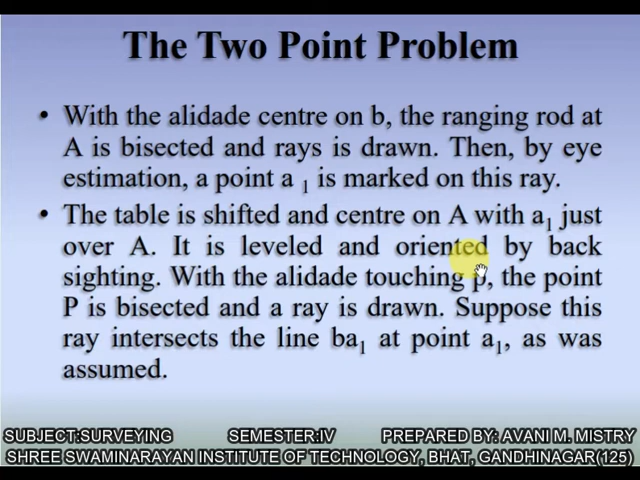 The Two Point Problem
• With the alidade centre on b, the ranging rod at
A is bisected and rays is drawn. Then, by eye
estimation, a point a 1 is marked on this ray.
• The table is shifted and centre on A with a1 just
over A. It is leveled and oriented by back
sighting. With the alidade touching p, the point
P is bisected and a ray is drawn. Suppose this
ray intersects the line ba1 at point a1, as was
assumed.
SUBJECT:SURVEYING SEMESTER:IV PREPARED BY: AVANI M. MISTRY
SHREE SWAMINARAYAN INSTITUTE OF TECHNOLOGY, BHAT, GANDHINAGAR(125)